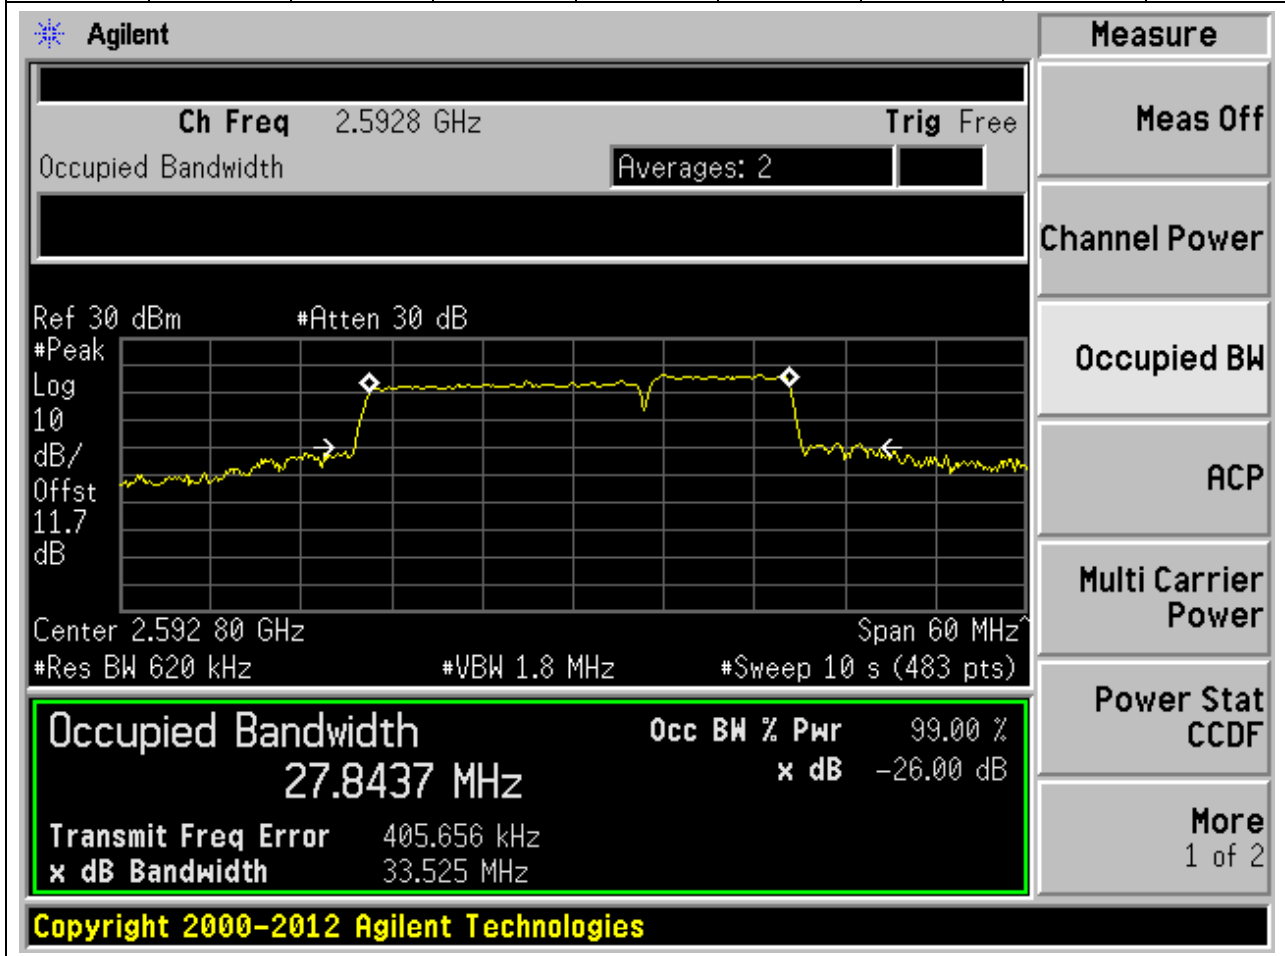 Agilent
Measure
Ch Freq 2.5928 GHz Trig Free
Meas Off
Occupied Bandwidth Averages: 2
Channel Power
Ref 30 dBm #Atten 30 dB
#Peak
Log
10
dB/
Offst
11.7
dB
Occupied BW
ACP
Center 2.592 80 GHz Span 60 MHz^
#Res BW 620 kHz #VBW 1.8 MHz #Sweep 10 s (483 pts)
Multi Carrier
Power
Occupied Bandwidth Occ BW % Pwr 99.00 %
27.8437 MHz x dB -26.00 dB
Transmit Freq Error 405.656 kHz
x dB Bandwidth 33.525 MHz
Power Stat
CCDF
More
1 of 2
Copyright 2000-2012 Agilent Technologies